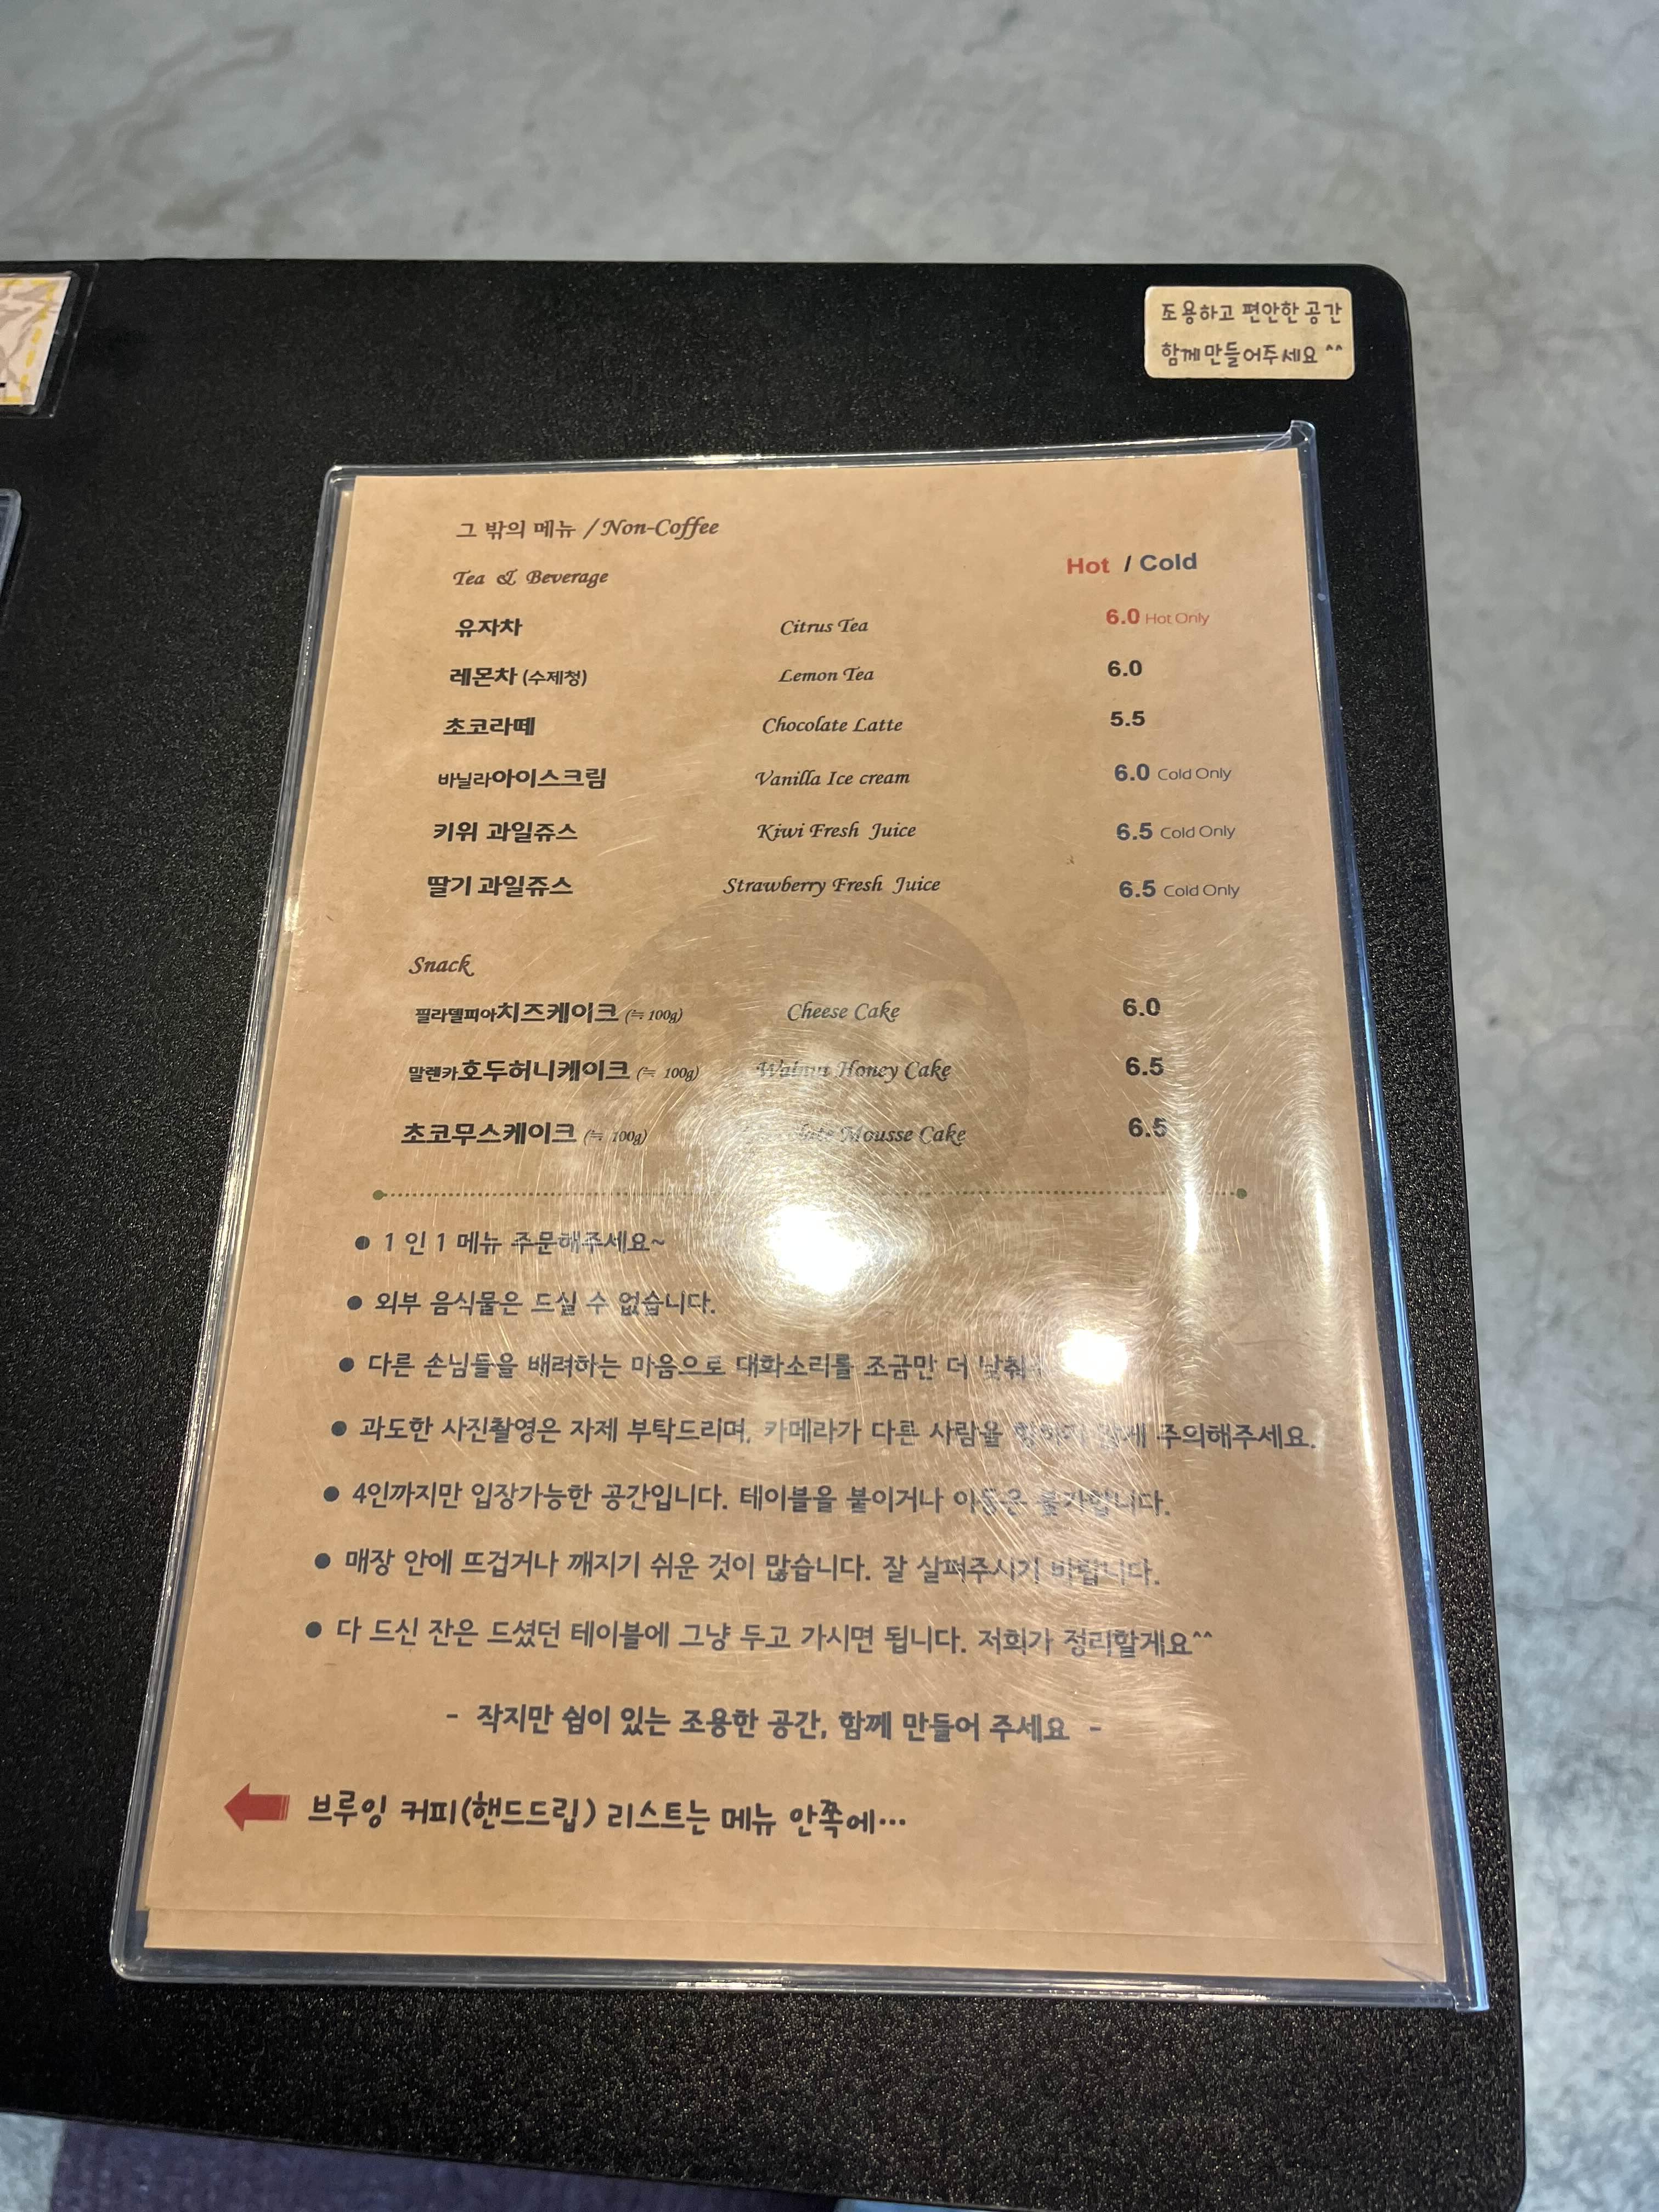 조용하고 편안한 공간
함께 만들어주세요 ^^
그 밖의 메뉴 / Non-Coffee
Hot / Cold
Tea & Beverage
유자차 Citrus Tea 6.0 Hot Only
레몬차 (수제청) Lemon Tea 6.0
초코라떼 Chocolate Latte 5.5
바닐라아이스크림 Vanilla Ice cream 6.0 Cold Only
키위 과일쥬스 Kiwi Fresh Juice 6.5 Cold Only
딸기 과일쥬스 Strawberry Fresh Juice 6.5 Cold Only
Snack
필라델피아치즈케이크 (≒ 100g) Cheese Cake 6.0
말렌카호두허니케이크 (≒ 100g) Walnut Honey Cake 6.5
초코무스케이크 (≒ 100g) Mousse Cake 6.5
● 1 인 1 메뉴 주문해주세요~
● 외부 음식물은 드실 수 없습니다.
● 다른 손님들을 배려하는 마음으로 대화소리를 조금만 더
● 과도한 사진촬영은 자제 부탁드리며, 카메라가 다른 사람을 주의해주세요.
● 4인까지만 입장가능한 공간입니다. 테이블을 붙이거나 이동은 불가합니다.
● 매장 안에 뜨겁거나 깨지기 쉬운 것이 많습니다. 잘 살펴주시기 바랍니다.
● 다 드신 잔은 드셨던 테이블에 그냥 두고 가시면 됩니다. 저희가 정리할게요^^
- 작지만 쉼이 있는 조용한 공간, 함께 만들어 주세요 -
브루잉 커피(핸드드립) 리스트는 메뉴 안쪽에...